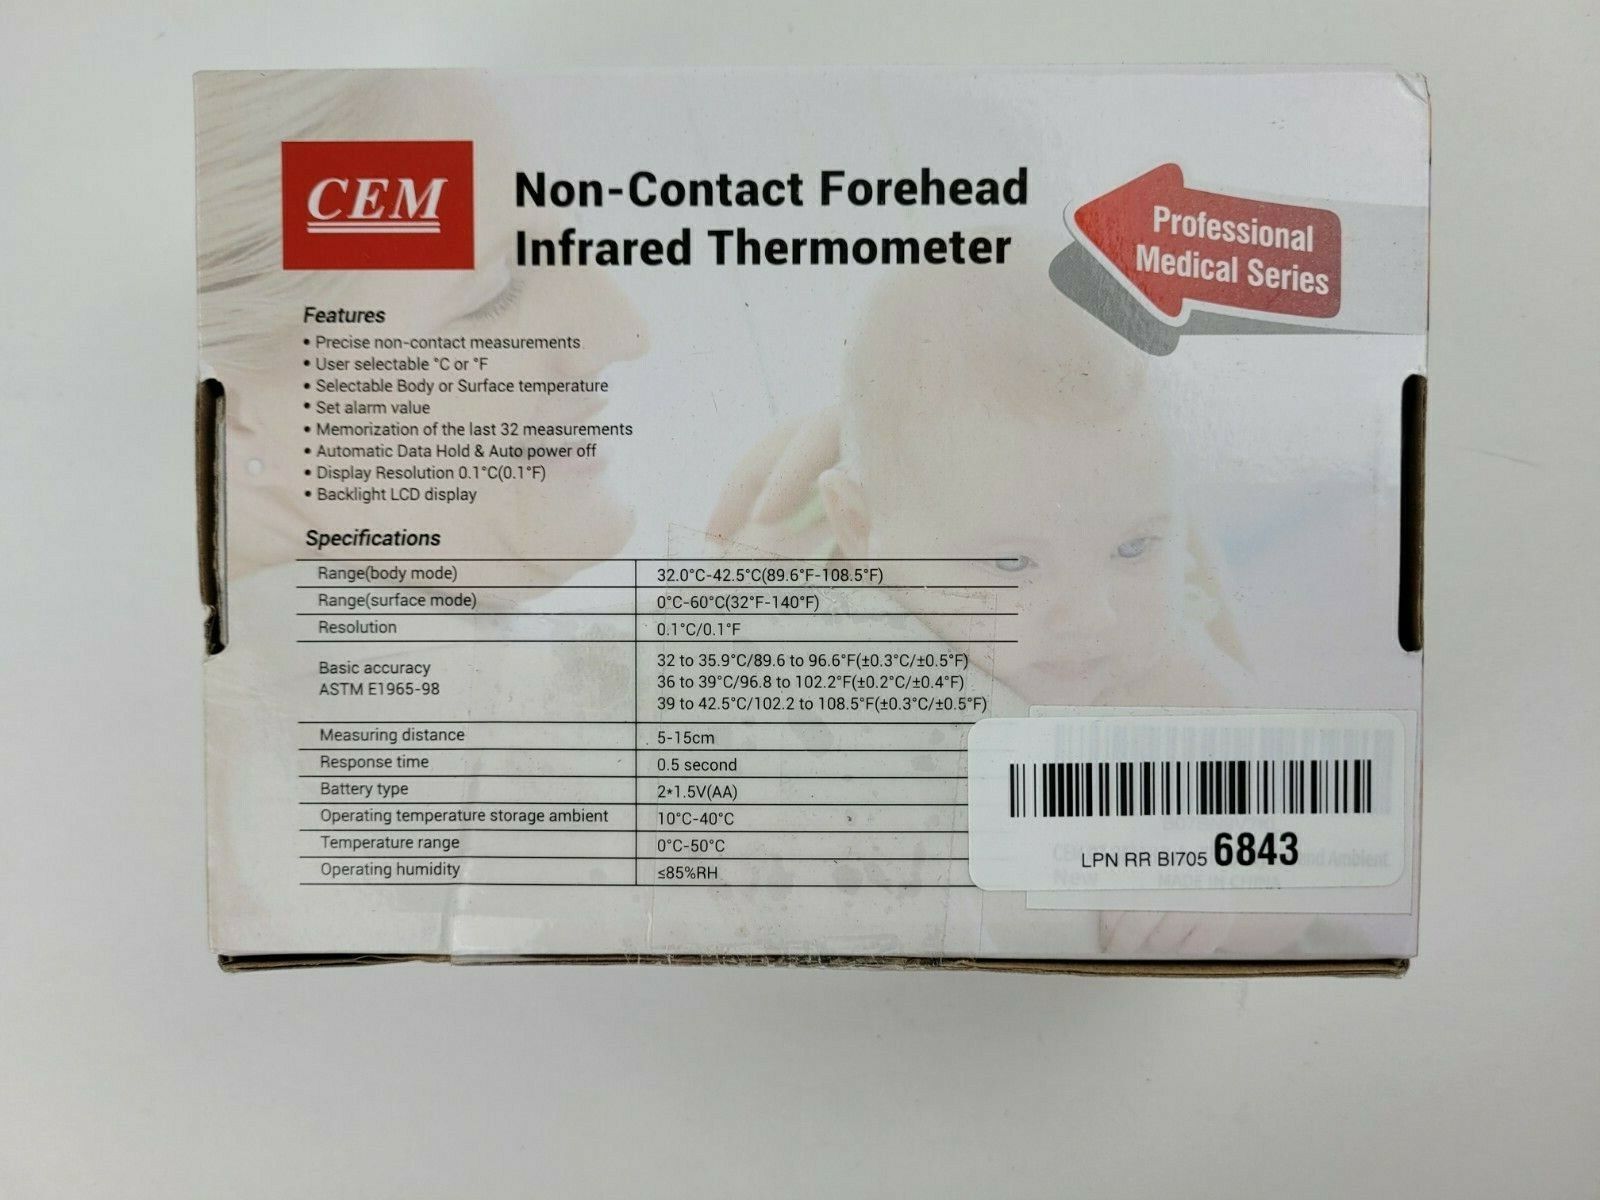 CEM
Non-Contact Forehead
Infrared Thermometer
Professional
Medical Series
Features
• Precise non-contact measurements
• User selectable °C or °F
• Selectable Body or Surface temperature
• Set alarm value
• Memorization of the last 32 measurements
• Automatic Data Hold & Auto power off
• Display Resolution 0.1°C(0.1°F)
• Backlight LCD display
Specifications
Range(body mode) 32.0°C-42.5°C(89.6°F-108.5°F)
Range(surface mode) 0°C-60°C(32°F-140°F)
Resolution 0.1°C/0.1°F
Basic accuracy
ASTM E1965-98
32 to 35.9°C/89.6 to 96.6°F(±0.3°C/±0.5°F)
36 to 39°C/96.8 to 102.2°F(±0.2°C/±0.4°F)
39 to 42.5°C/102.2 to 108.5°F(±0.3°C/±0.5°F)
Measuring distance 5-15cm
Response time 0.5 second
Battery type 2*1.5V(AA)
Operating temperature storage ambient 10°C-40°C
Temperature range 0°C-50°C
Operating humidity ≤85%RH
LPN RR BI705 6843
and Ambient
New MADE IN CHINA